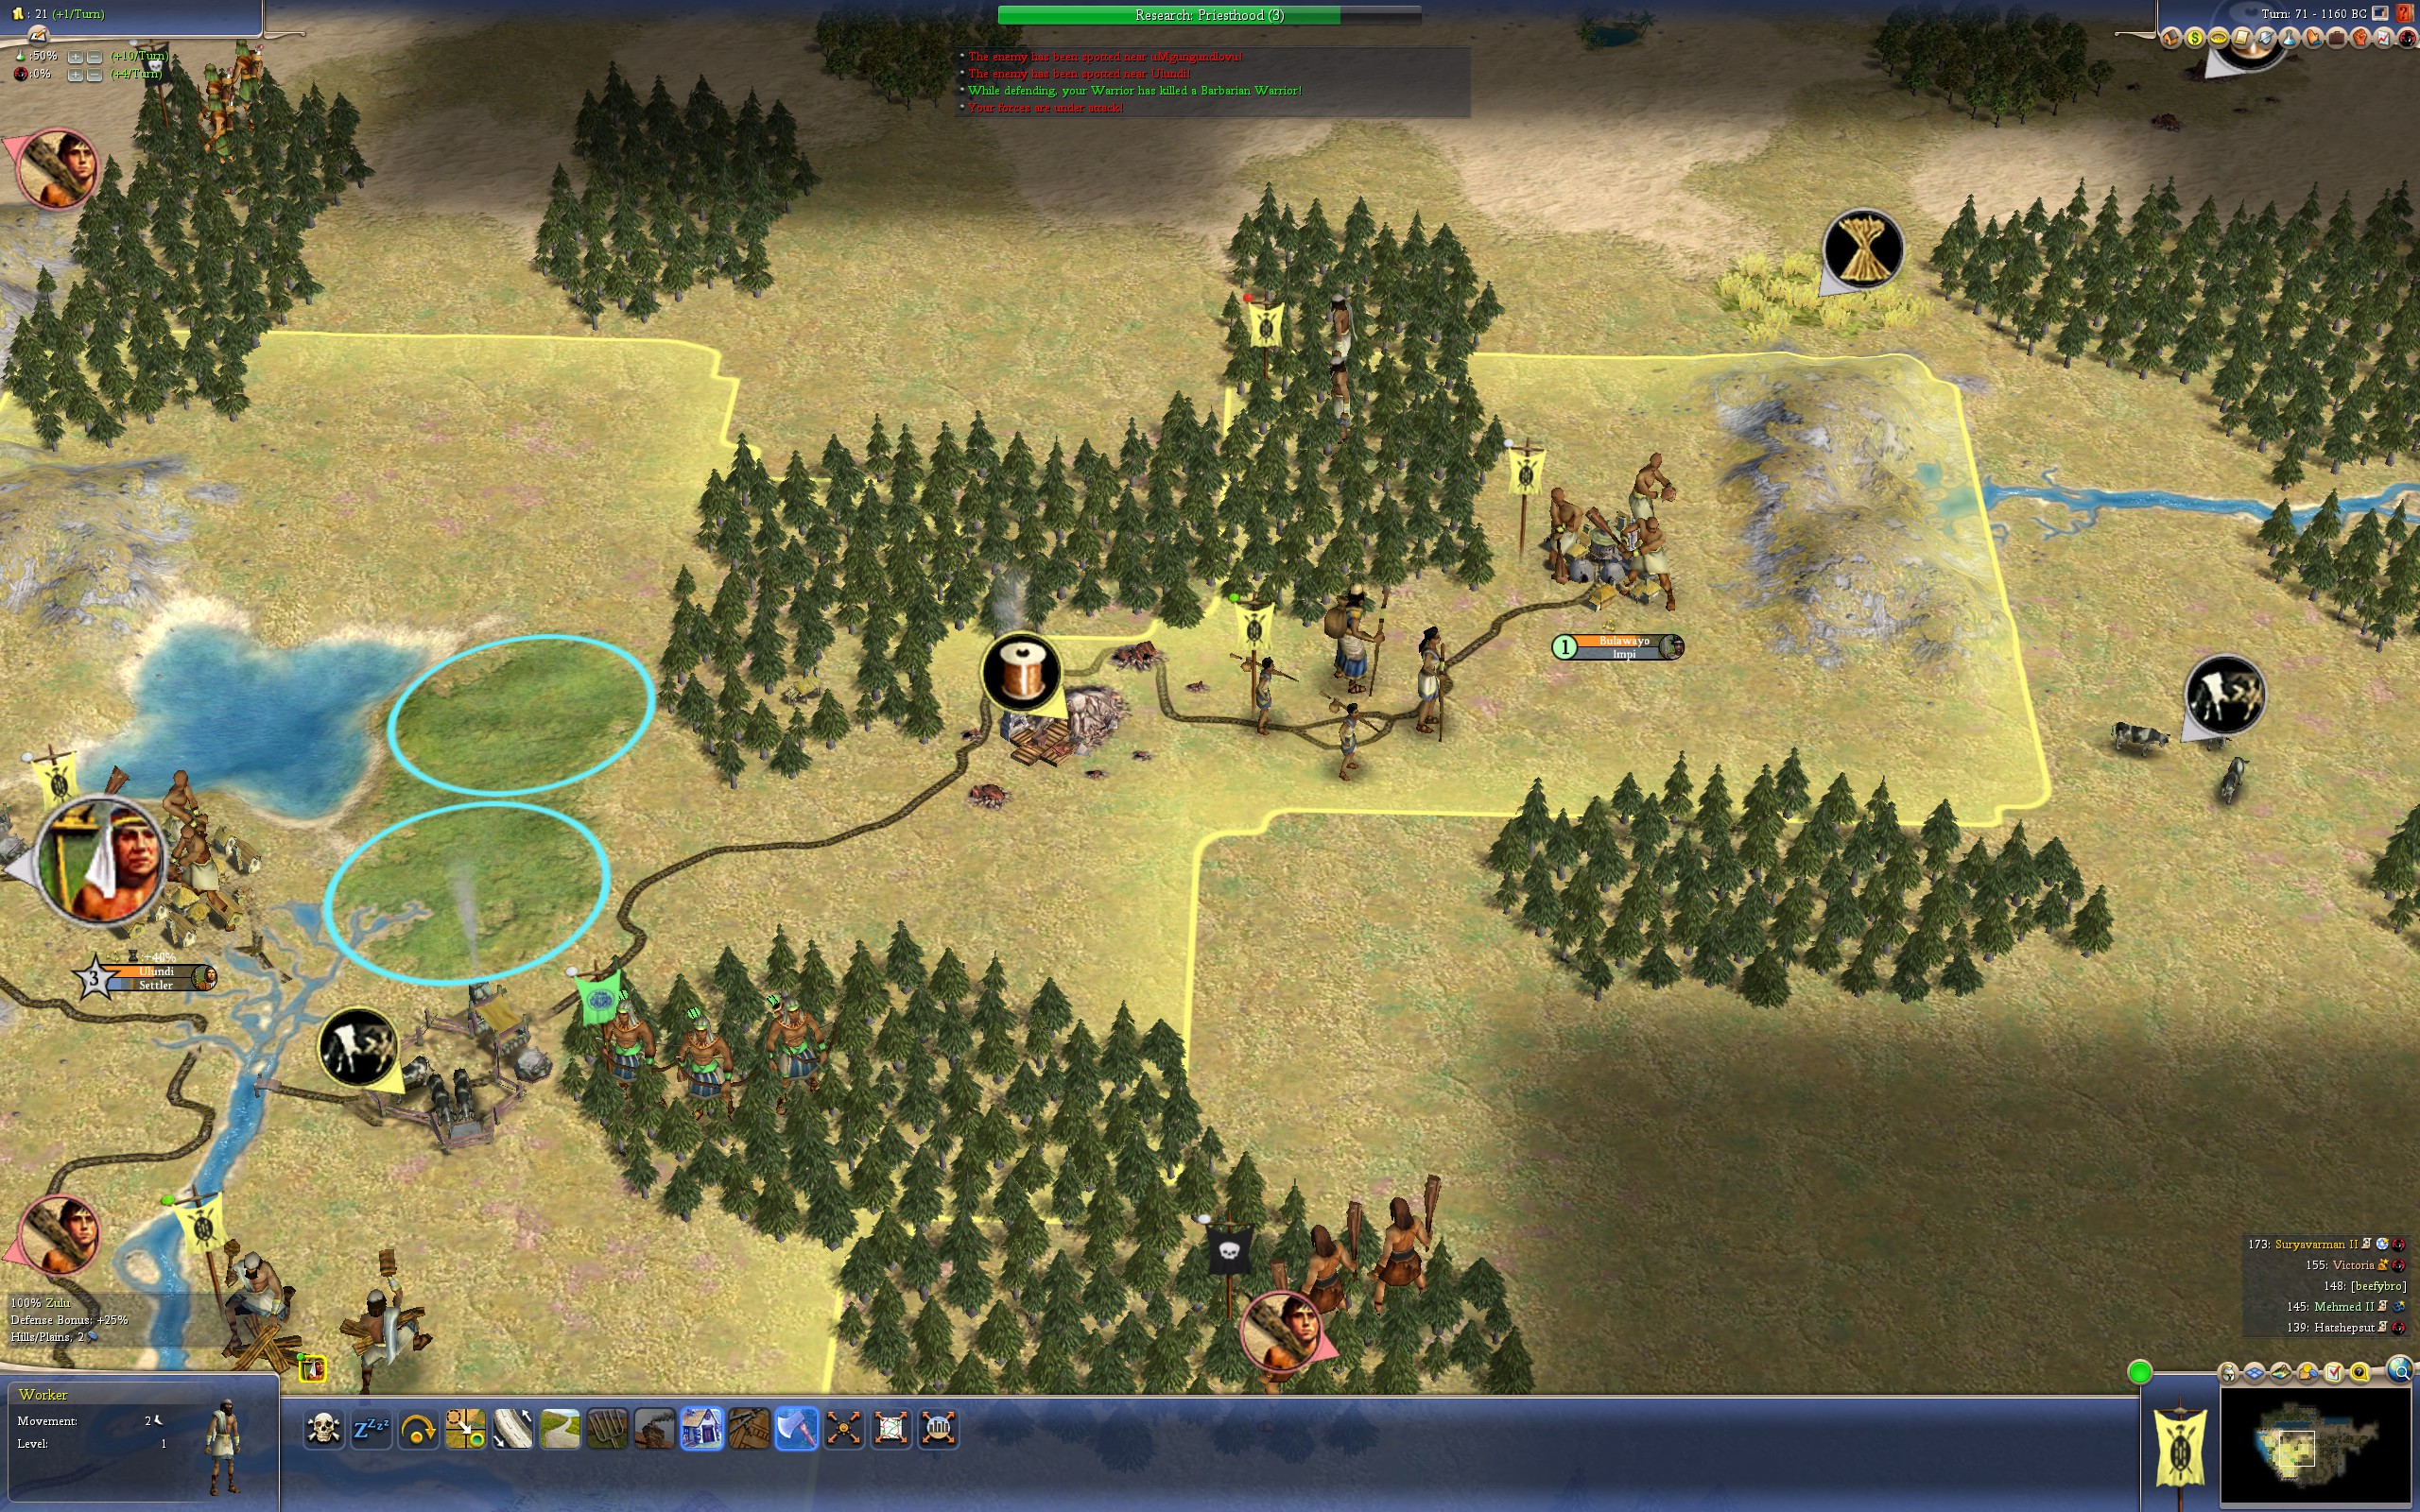 : 21 (+1/Turn)
Research: Priesthood (3)
Turn: 71 - 1160 BC
:50% (+10/Turn)
:0% (+4/Turn)
The enemy has been spotted near uMgungundlovu!
The enemy has been spotted near Ulundi!
While defending, your Warrior has killed a Barbarian Warrior!
Your forces are under attack!
1
Bulawayo
Impi
:+40%
3
Ulundi
Settler
173: Suryavarman II
155: Victoria
148: [beefybro]
145: Mehmed II
139: Hatshepsut
100% Zulu
Defense Bonus: +25%
Hills/Plains, 2
Worker
Movement: 2
Level: 1
zZZZ